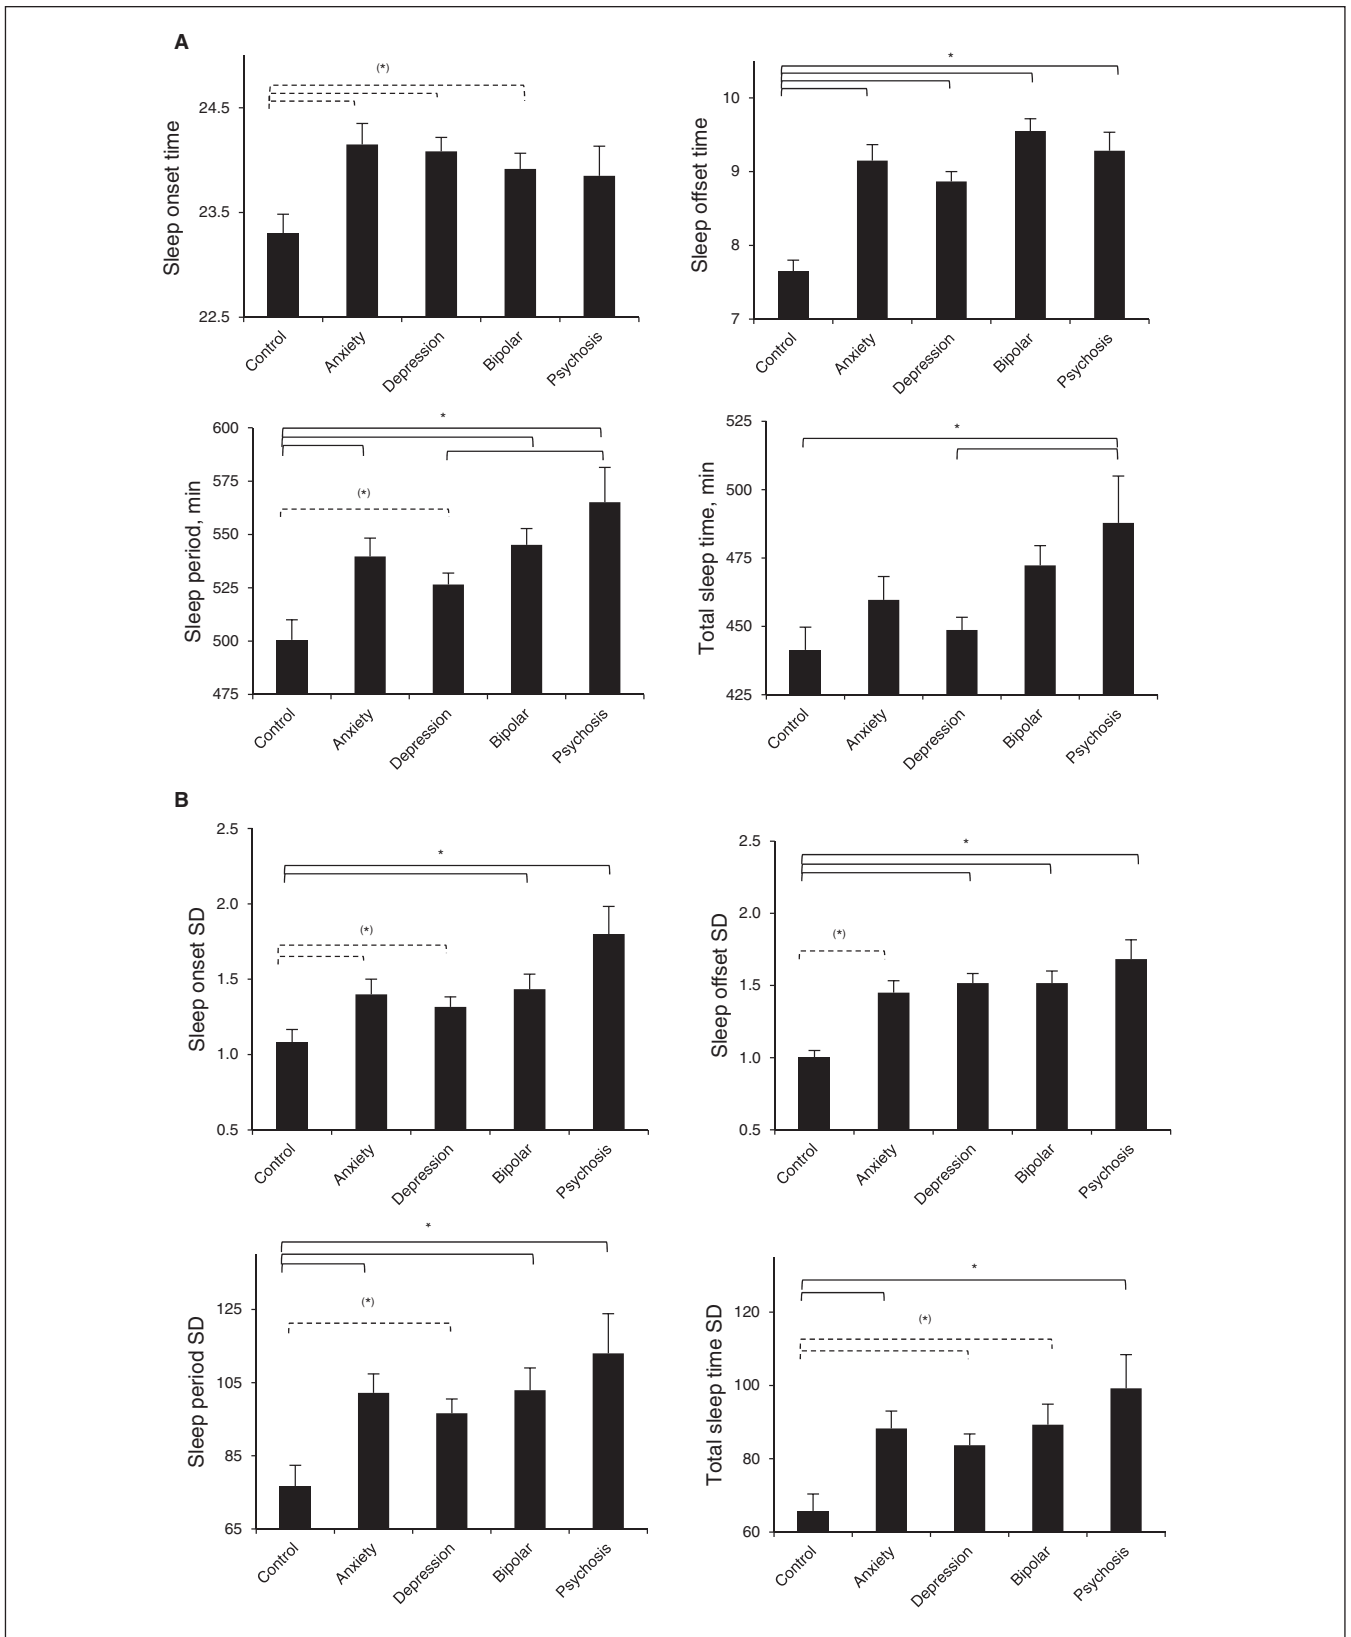 A
(*)
24.5
23.5
22.5
Sleep onset time
Control
Anxiety
Depression
Bipolar
Psychosis
*
10
9
8
7
Sleep offset time
Control
Anxiety
Depression
Bipolar
Psychosis
*
(*)
600
575
550
525
500
475
Sleep period, min
Control
Anxiety
Depression
Bipolar
Psychosis
*
525
500
475
450
425
Total sleep time, min
Control
Anxiety
Depression
Bipolar
Psychosis
B
*
(*)
2.5
2.0
1.5
1.0
0.5
Sleep onset SD
Control
Anxiety
Depression
Bipolar
Psychosis
*
(*)
2.5
2.0
1.5
1.0
0.5
Sleep offset SD
Control
Anxiety
Depression
Bipolar
Psychosis
*
(*)
125
105
85
65
Sleep period SD
Control
Anxiety
Depression
Bipolar
Psychosis
*
(*)
120
100
80
60
Total sleep time SD
Control
Anxiety
Depression
Bipolar
Psychosis